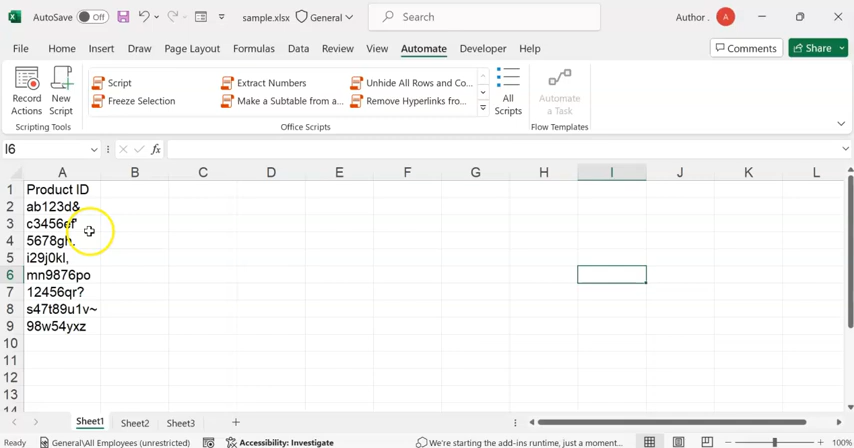 AutoSave Off sample.xlsx General Search Author . A
File Home Insert Draw Page Layout Formulas Data Review View Automate Developer Help Comments Share
Script Extract Numbers Unhide All Rows and Co...
Freeze Selection Make a Subtable from a... Remove Hyperlinks fro...
Record Actions
New Script
All Scripts
Automate a Task
Scripting Tools Office Scripts Flow Templates
I6 fx
A B C D E F G H I J K L
1 Product ID
2 ab123d&
3 c3456ef'
4 5678gh.
5 i29j0kl,
6 mn9876po
7 12456qr?
8 s47t89u1v~
9 98w54yxz
10
11
12
13
14
Sheet1 Sheet2 Sheet3 +
Ready General\All Employees (unrestricted) Accessibility: Investigate We're starting the add-ins runtime, just a moment... 100%